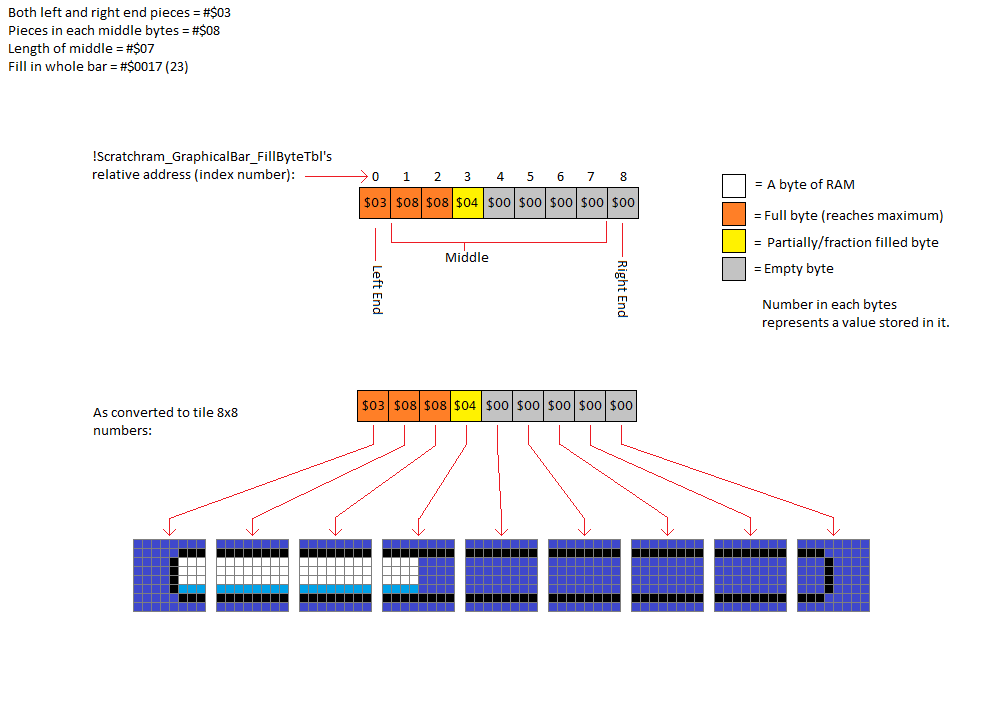 Both left and right end pieces = #$03
Pieces in each middle bytes = #$08
Length of middle = #$07
Fill in whole bar = #$0017 (23)
!Scratchram_GraphicalBar_FillByteTbl's
relative address (index number):
0 1 2 3 4 5 6 7 8
$03 $08 $08 $04 $00 $00 $00 $00 $00
Middle
Left End
Right End
= A byte of RAM
= Full byte (reaches maximum)
= Partially/fraction filled byte
= Empty byte
Number in each bytes
represents a value stored in it.
As converted to tile 8x8
numbers:
$03 $08 $08 $04 $00 $00 $00 $00 $00